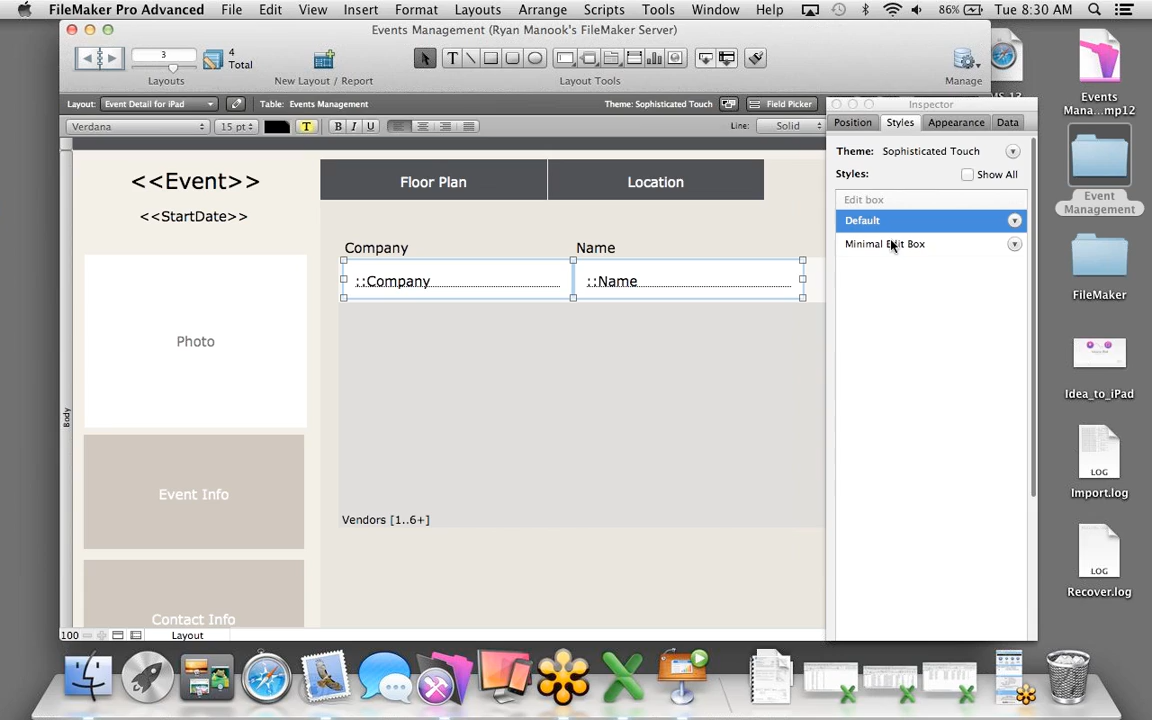 FileMaker Pro Advanced File Edit View Insert Format Layouts Arrange Scripts Tools Window Help 86% Tue 8:30 AM
Events Management (Ryan Manook's FileMaker Server)
3 4 Total
Layouts New Layout / Report Layout Tools Manage
Layout: Event Detail for iPad Table: Events Management Theme: Sophisticated Touch Field Picker
Verdana 15 pt T B I U Line: Solid
Inspector
Position Styles Appearance Data
Theme: Sophisticated Touch
Styles: Show All
Edit box
Default
Minimal Edit Box
<<Event>>
<<StartDate>>
Photo
Event Info
Contact Info
Floor Plan Location
Company Name
::Company ::Name
Vendors [1..6+]
Body
100 Layout
Events
Mana....mp12
Event
Management
FileMaker
Idea_to_iPad
LOG
Import.log
LOG
Recover.log